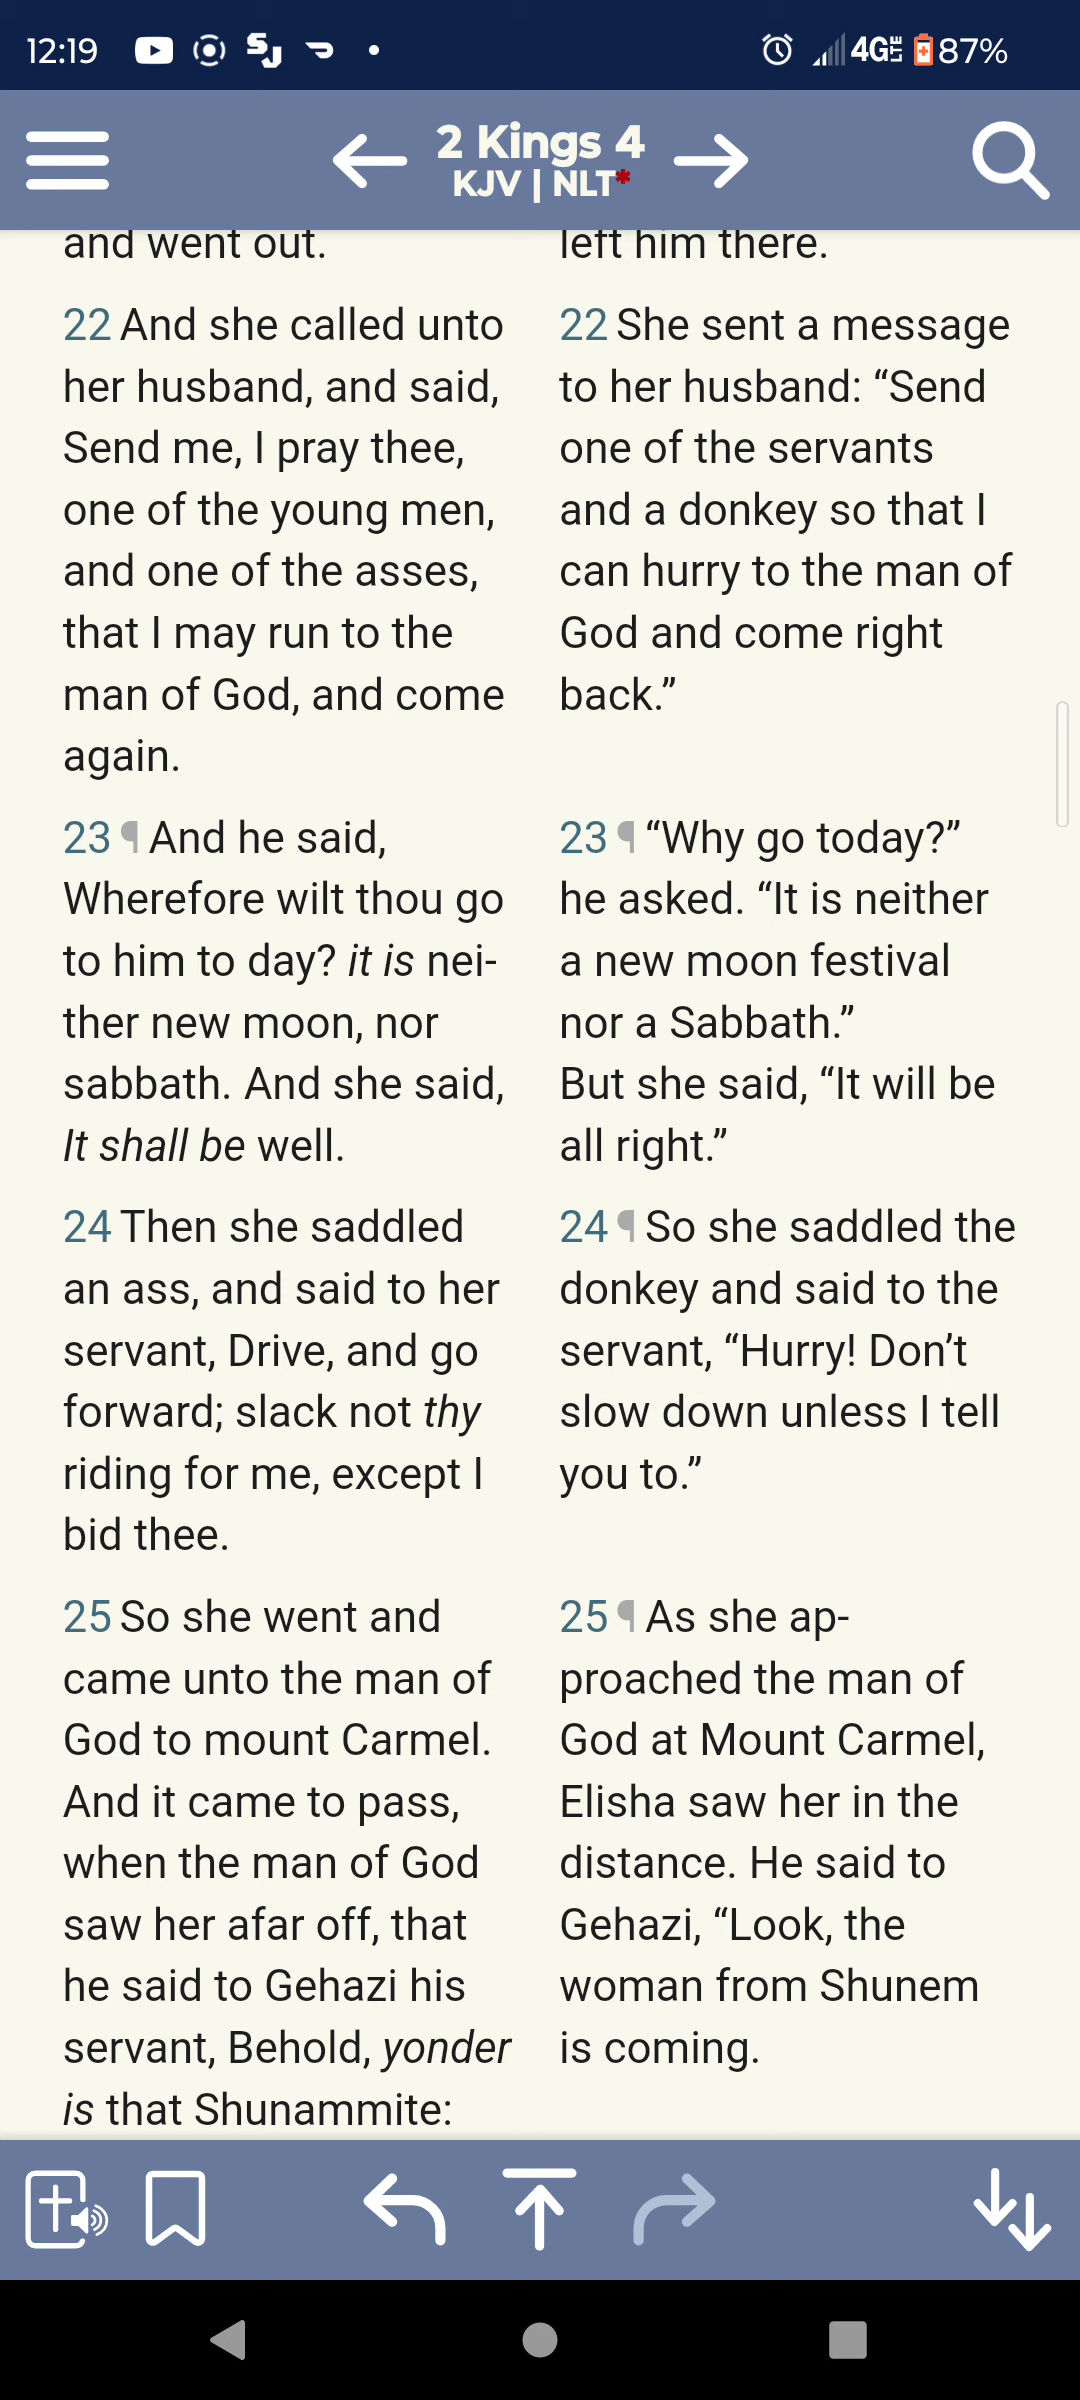 12:19
4G LTE 87%
2 Kings 4
KJV | NLT*
and went out.
22 And she called unto
her husband, and said,
Send me, I pray thee,
one of the young men,
and one of the asses,
that I may run to the
man of God, and come
again.
23 ¶ And he said,
Wherefore wilt thou go
to him to day? it is nei-
ther new moon, nor
sabbath. And she said,
It shall be well.
24 Then she saddled
an ass, and said to her
servant, Drive, and go
forward; slack not thy
riding for me, except I
bid thee.
25 So she went and
came unto the man of
God to mount Carmel.
And it came to pass,
when the man of God
saw her afar off, that
he said to Gehazi his
servant, Behold, yonder
is that Shunammite:
left him there.
22 She sent a message
to her husband: “Send
one of the servants
and a donkey so that I
can hurry to the man of
God and come right
back.”
23 ¶ “Why go today?”
he asked. “It is neither
a new moon festival
nor a Sabbath.”
But she said, “It will be
all right.”
24 ¶ So she saddled the
donkey and said to the
servant, “Hurry! Don’t
slow down unless I tell
you to.”
25 ¶ As she ap-
proached the man of
God at Mount Carmel,
Elisha saw her in the
distance. He said to
Gehazi, “Look, the
woman from Shunem
is coming.